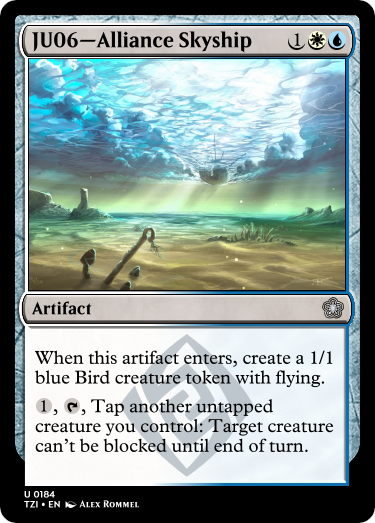 JU06—Alliance Skyship 1
Artifact
When this artifact enters, create a 1/1
blue Bird creature token with flying.
1, , Tap another untapped
creature you control: Target creature
can't be blocked until end of turn.
U 0184
TZI • EN Alex Rommel